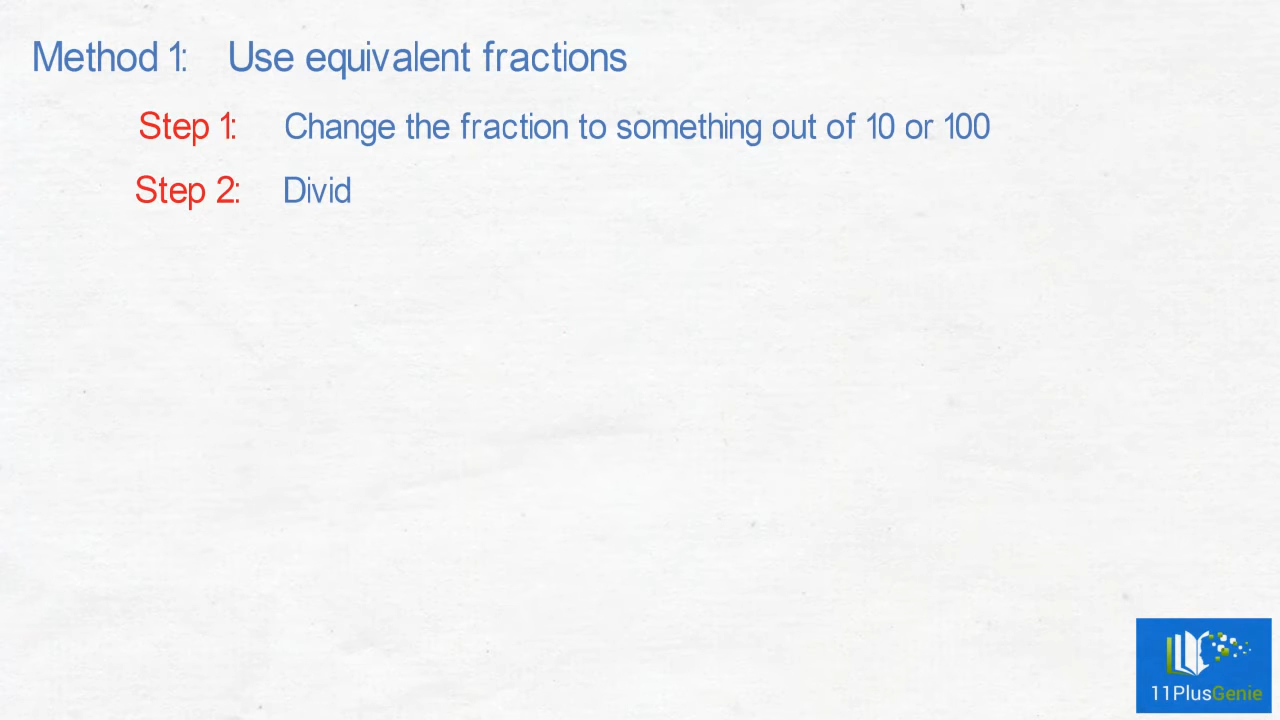 Method 1: Use equivalent fractions
Step 1: Change the fraction to something out of 10 or 100
Step 2: Divid
11PlusGenie